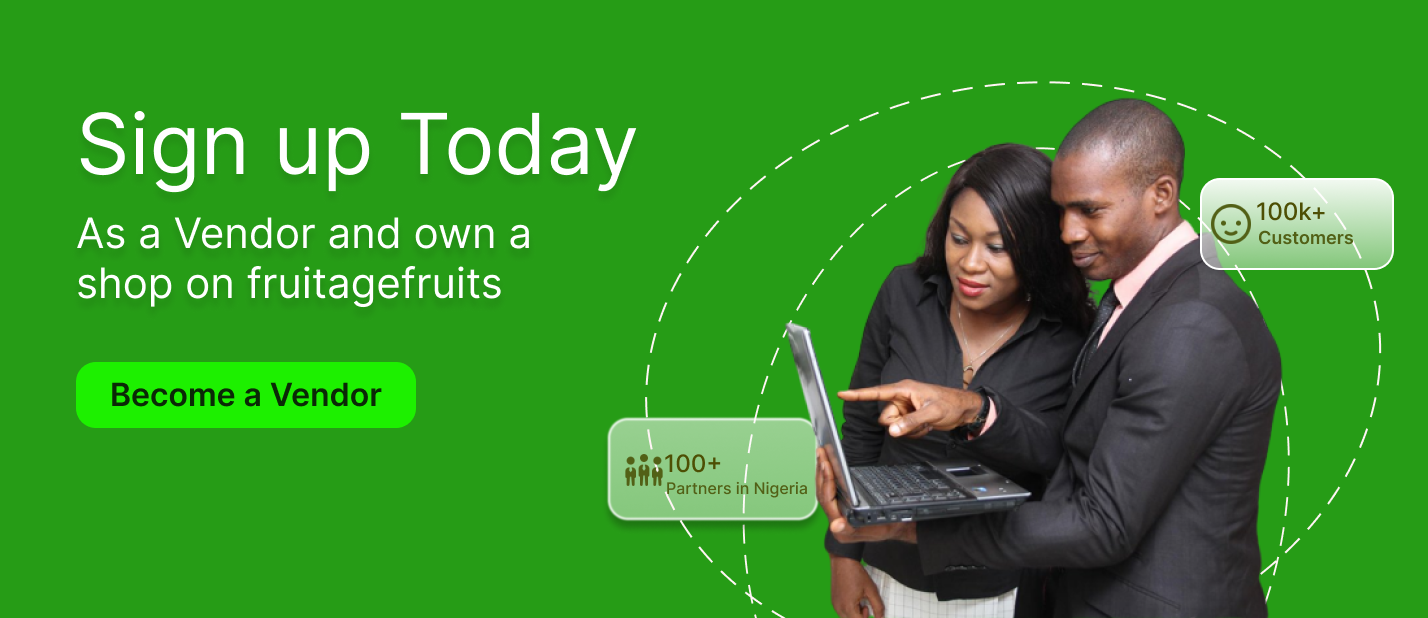 Sign up Today
As a Vendor and own a
shop on fruitagefruits
Become a Vendor
100k+
Customers
100+
Partners in Nigeria